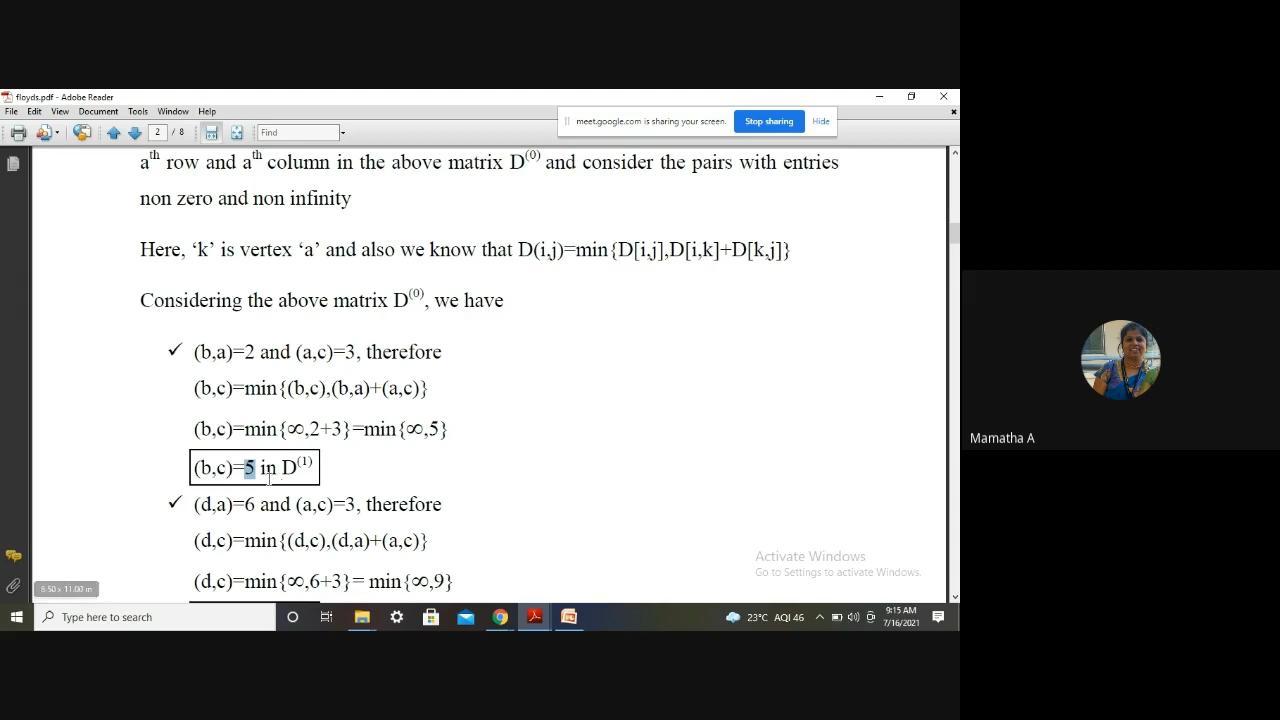 floyds.pdf - Adobe Reader
File Edit View Document Tools Window Help
meet.google.com is sharing your screen. Stop sharing Hide
2 / 8 Find
aᵗʰ row and aᵗʰ column in the above matrix D⁽⁰⁾ and consider the pairs with entries
non zero and non infinity
Here, ‘k’ is vertex ‘a’ and also we know that D(i,j)=min{D[i,j],D[i,k]+D[k,j]}
Considering the above matrix D⁽⁰⁾, we have
✓ (b,a)=2 and (a,c)=3, therefore
(b,c)=min{(b,c),(b,a)+(a,c)}
(b,c)=min{∞,2+3}=min{∞,5}
(b,c)=5 in D⁽¹⁾
✓ (d,a)=6 and (a,c)=3, therefore
(d,c)=min{(d,c),(d,a)+(a,c)}
(d,c)=min{∞,6+3}= min{∞,9}
Mamatha A
Activate Windows
Go to Settings to activate Windows.
8.50 x 11.00 in
Type here to search
23°C AQI 46
9:15 AM
7/16/2021